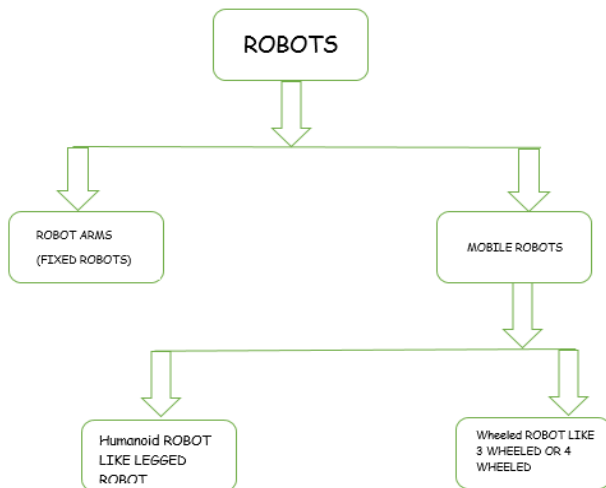 ROBOTS
ROBOT ARMS
(FIXED ROBOTS)
MOBILE ROBOTS
Humanoid ROBOT
LIKE LEGGED
ROBOT
Wheeled ROBOT LIKE
3 WHEELED OR 4
WHEELED